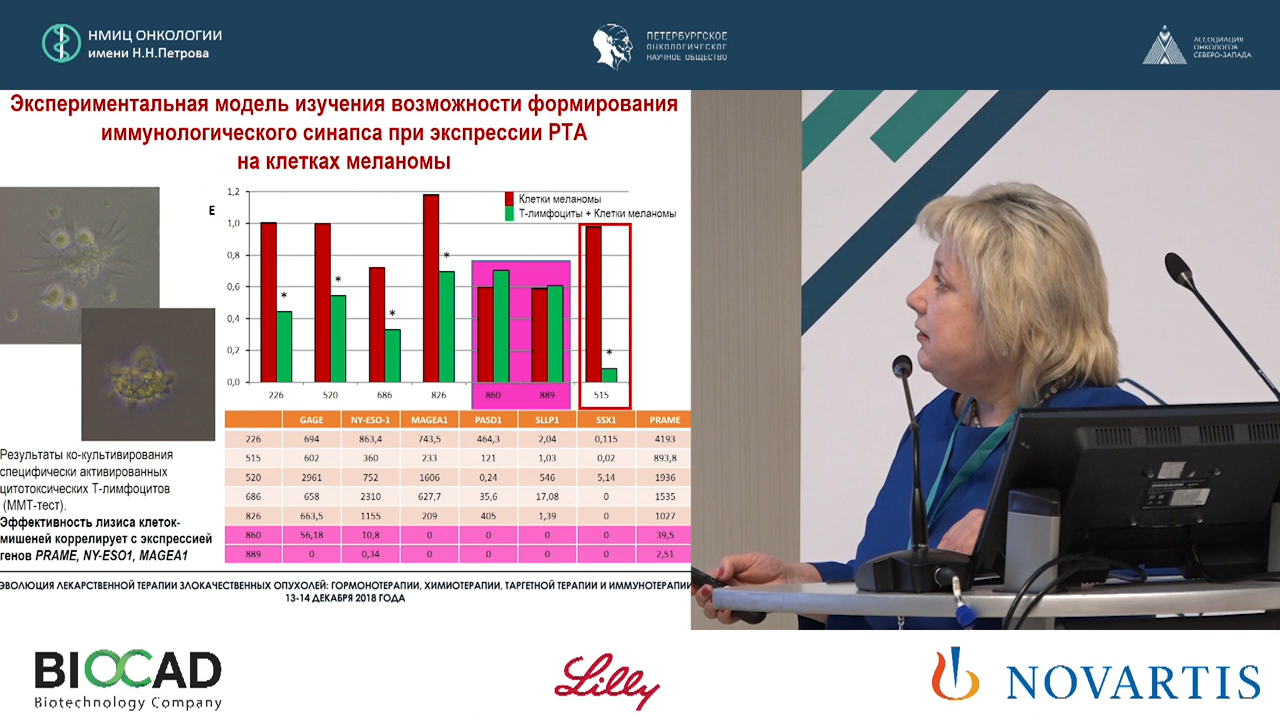 НМИЦ ОНКОЛОГИИ
имени Н.Н.Петрова
ПЕТЕРБУРГСКОЕ
ОНКОЛОГИЧЕСКОЕ
НАУЧНОЕ ОБЩЕСТВО
АССОЦИАЦИЯ
ОНКОЛОГОВ
СЕВЕРО-ЗАПАДА
Экспериментальная модель изучения возможности формирования
иммунологического синапса при экспрессии РТА
на клетках меланомы
E
1,2
1,0
0,8
0,6
0,4
0,2
0,0
Клетки меланомы
Т-лимфоциты + Клетки меланомы
* * * * *
226 520 686 826 860 889 515
GAGE NY-ESO-1 MAGEA1 PASD1 SLLP1 SSX1 PRAME
226 694 863,4 743,5 464,3 2,04 0,115 4193
515 602 360 233 121 1,03 0,02 893,8
520 2961 752 1606 0,24 546 5,14 1936
686 658 2310 627,7 35,6 17,08 0 1535
826 663,5 1155 209 405 1,39 0 1027
860 56,18 10,8 0 0 0 0 39,5
889 0 0,34 0 0 0 0 2,51
Результаты ко-культивирования
специфически активированных
цитотоксических Т-лимфоцитов
(ММТ-тест).
Эффективность лизиса клеток-
мишеней коррелирует с экспрессией
генов PRAME, NY-ESO1, MAGEA1
ЭВОЛЮЦИЯ ЛЕКАРСТВЕННОЙ ТЕРАПИИ ЗЛОКАЧЕСТВЕННЫХ ОПУХОЛЕЙ: ГОРМОНОТЕРАПИИ, ХИМИОТЕРАПИИ, ТАРГЕТНОЙ ТЕРАПИИ И ИММУНОТЕРАПИИ
13-14 ДЕКАБРЯ 2018 ГОДА
BIOCAD
Biotechnology Company
Lilly
NOVARTIS